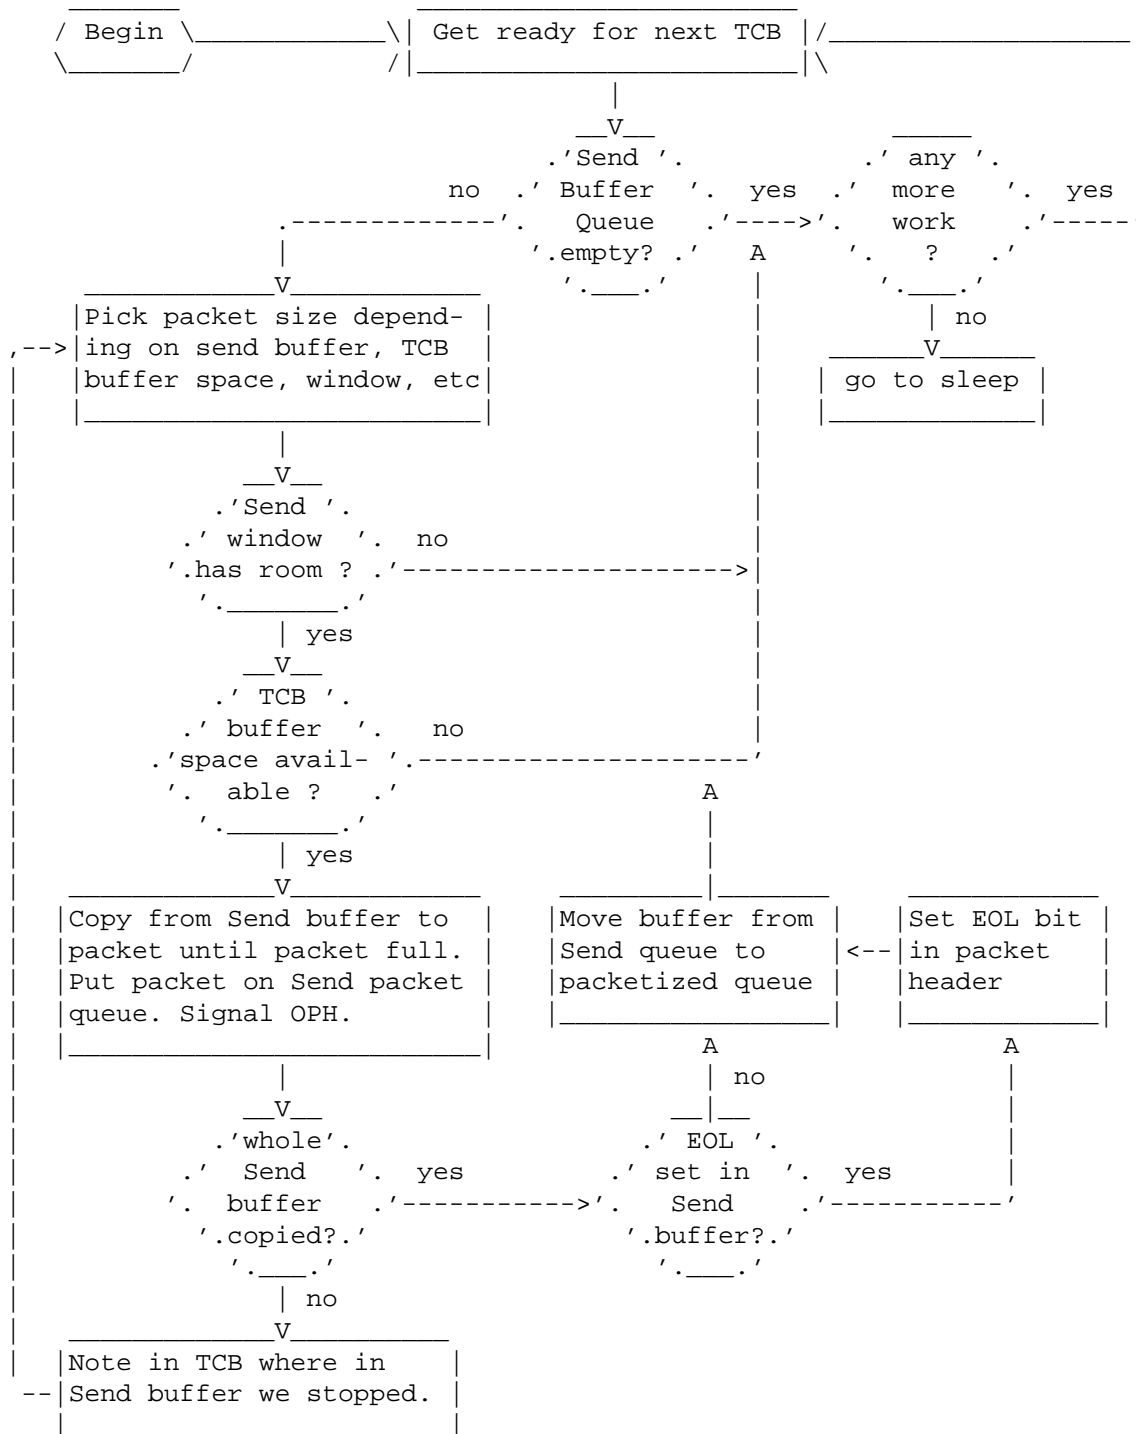 Begin
Get ready for next TCB
Send
Buffer
Queue
empty?
no
yes
any
more
work
?
yes
no
go to sleep
Pick packet size depend-
ing on send buffer, TCB
buffer space, window, etc
Send
window
has room ?
no
yes
TCB
buffer
space avail-
able ?
no
yes
Copy from Send buffer to
packet until packet full.
Put packet on Send packet
queue. Signal OPH.
Move buffer from
Send queue to
packetized queue
Set EOL bit
in packet
header
no
whole
Send
buffer
copied?
yes
EOL
set in
Send
buffer?
yes
no
Note in TCB where in
Send buffer we stopped.